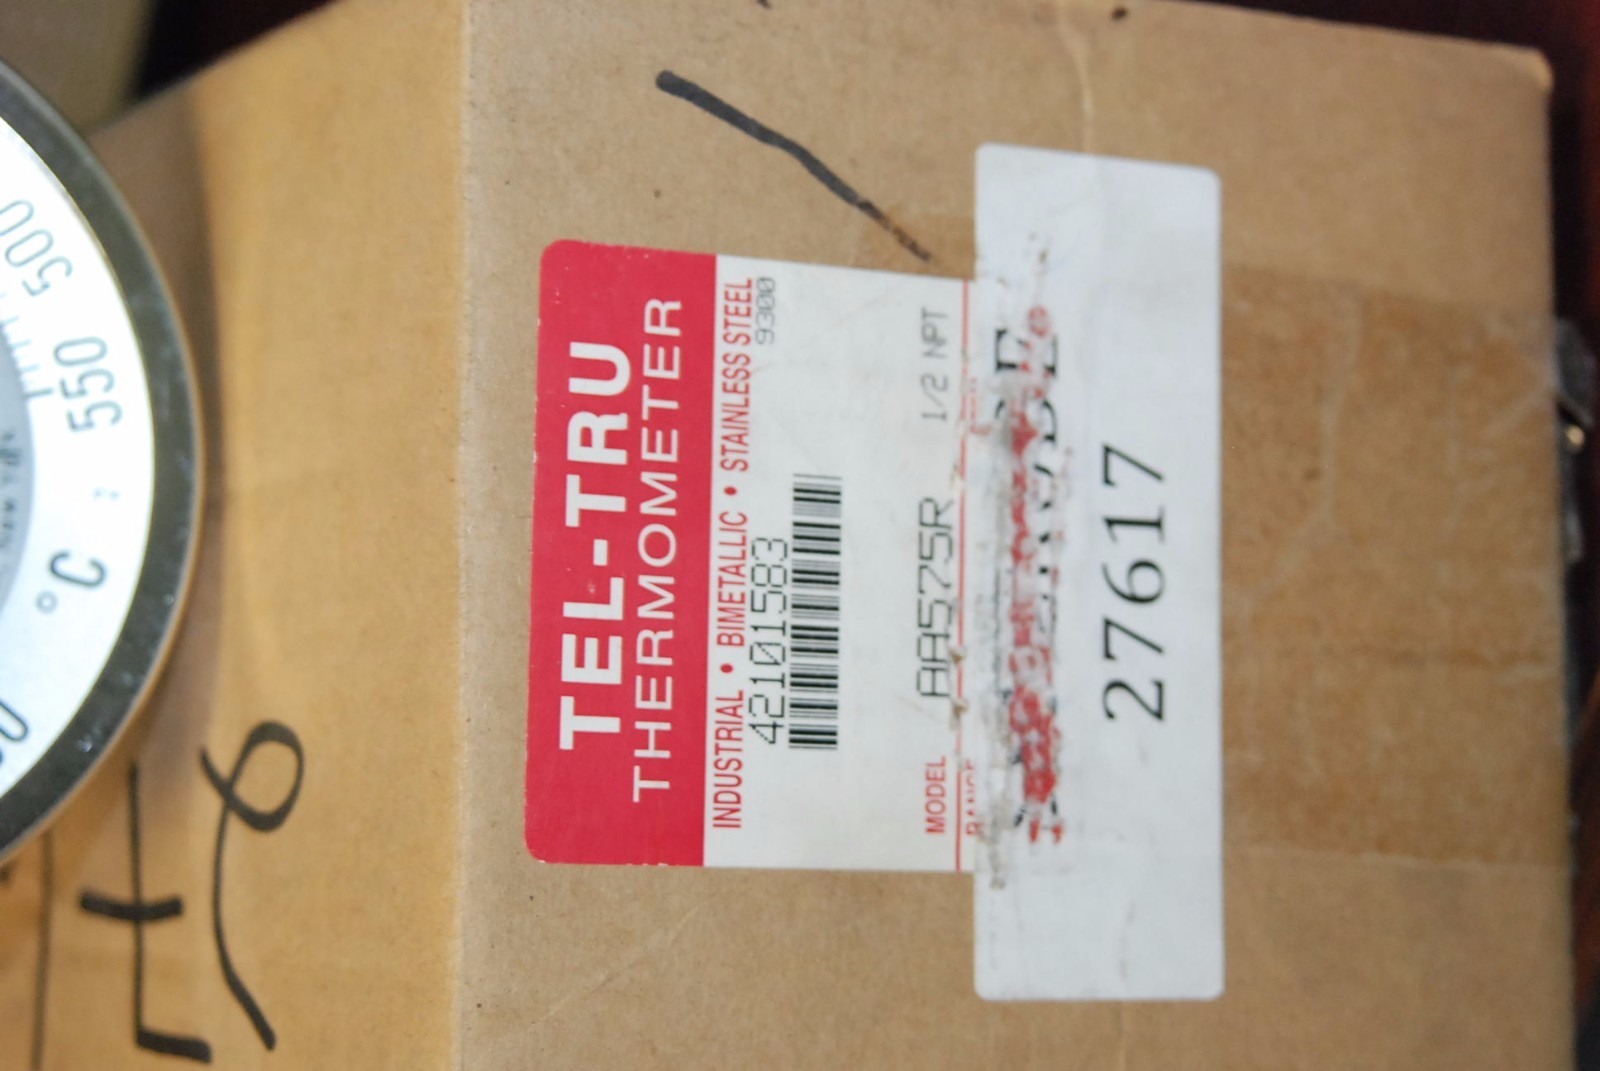 TEL-TRU
THERMOMETER
INDUSTRIAL • BIMETALLIC • STAINLESS STEEL
42101583
9300
MODEL AA575R 1/2 NPT
27617
500
550
°C